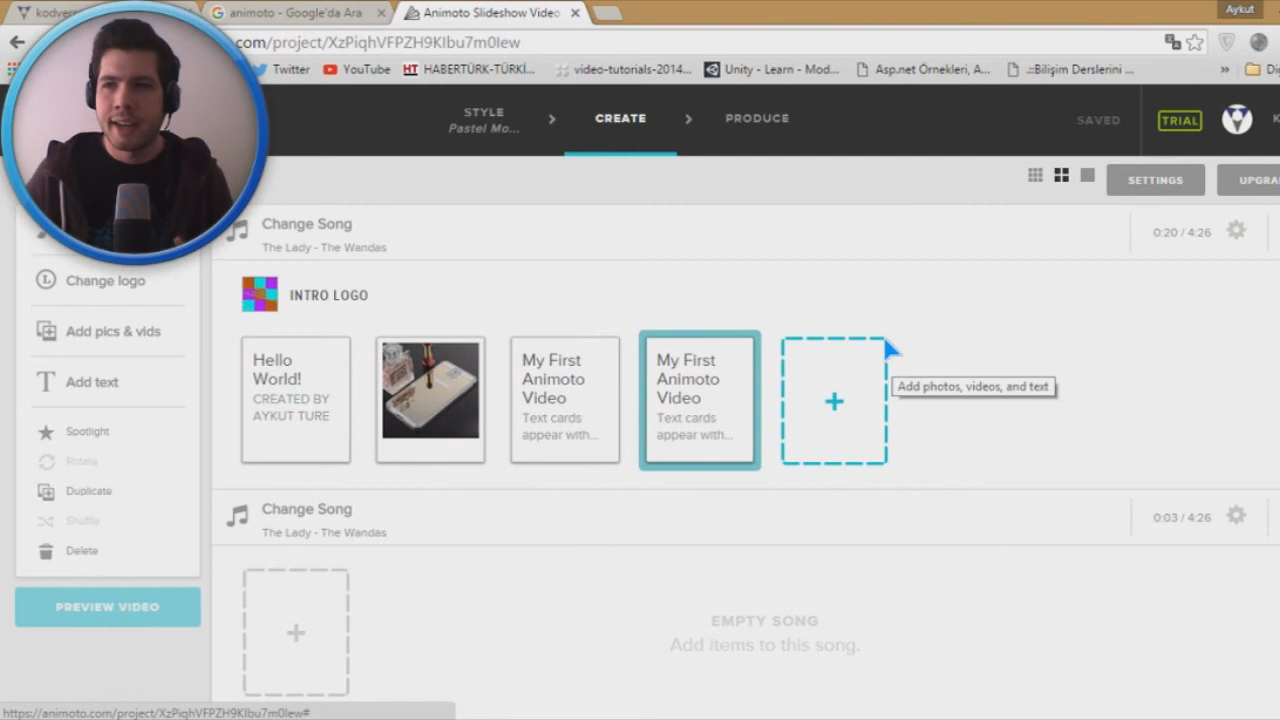 kodvers
animoto - Google'da Ara
Animoto Slideshow Video
Aykut
com/project/XzPiqhVFPZH9KIbu7m0lew
Twitter
YouTube
HT HABERTÜRK-TÜRKİ...
video-tutorials-2014...
Unity - Learn - Mod...
Asp.net Örnekleri, A...
.::Bilişim Derslerini ...
»
STYLE
Pastel Mo...
CREATE
PRODUCE
SAVED
TRIAL
SETTINGS
UPGRA
Change Song
The Lady - The Wandas
0:20 / 4:26
Change logo
INTRO LOGO
Add pics & vids
Add text
Spotlight
Rotate
Duplicate
Shuffle
Delete
PREVIEW VIDEO
Hello
World!
CREATED BY
AYKUT TURE
My First
Animoto
Video
Text cards
appear with...
My First
Animoto
Video
Text cards
appear with...
+
Add photos, videos, and text
Change Song
The Lady - The Wandas
0:03 / 4:26
+
EMPTY SONG
Add items to this song.
https://animoto.com/project/XzPiqhVFPZH9KIbu7m0lew#